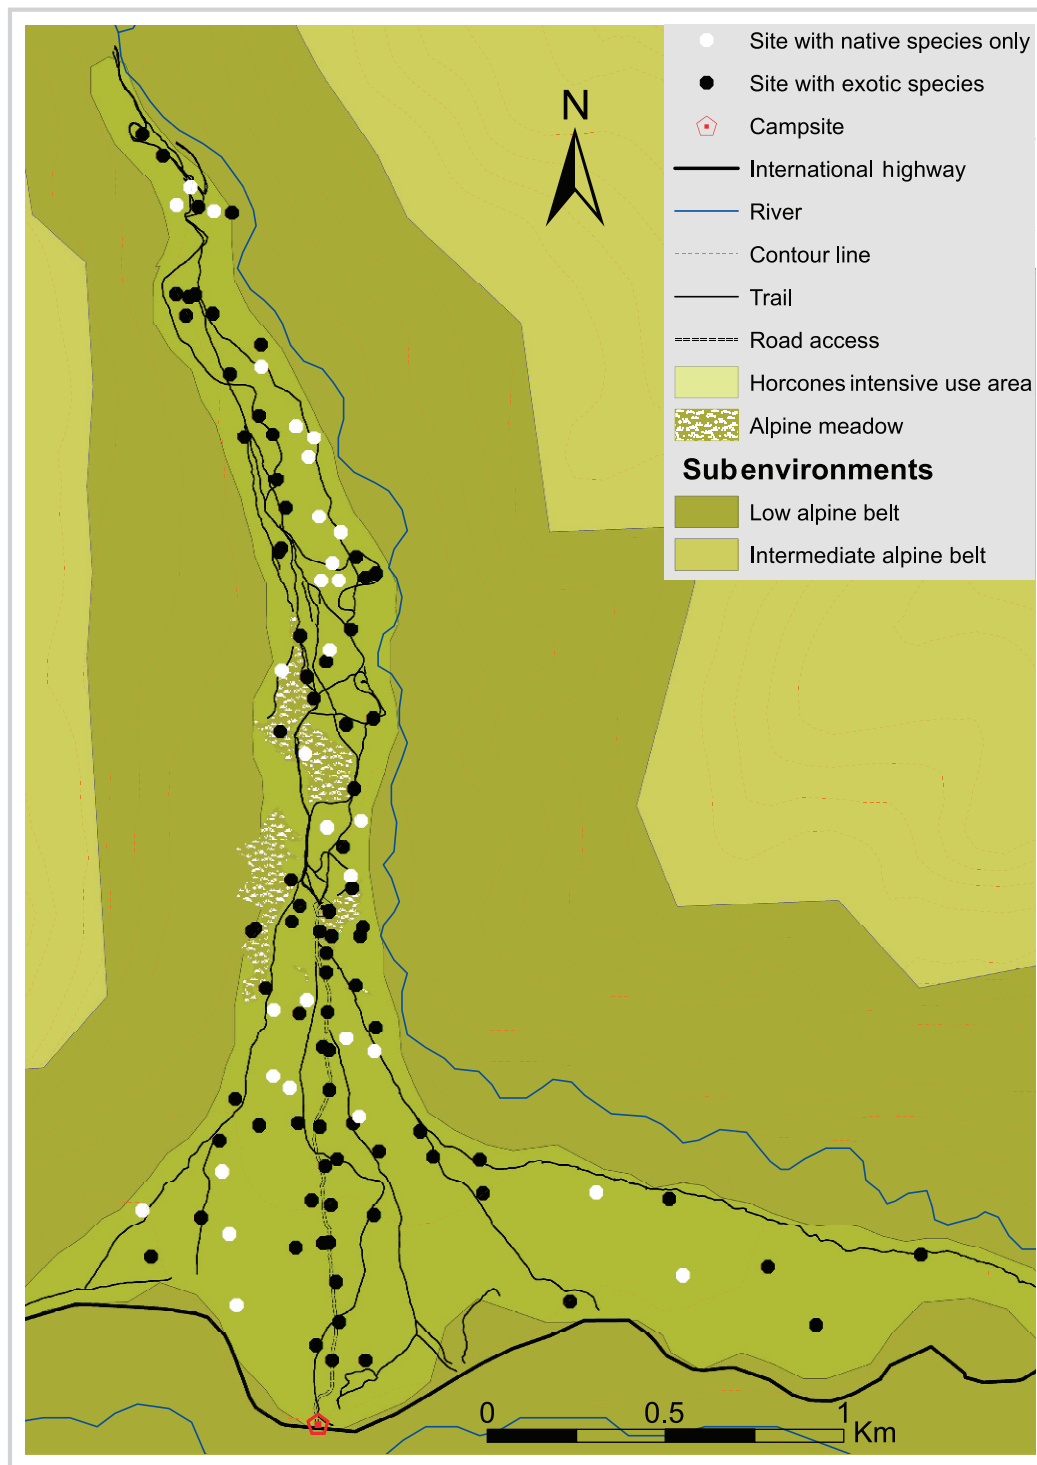 Site with native species only
Site with exotic species
Campsite
International highway
River
Contour line
Trail
Road access
Horcones intensive use area
Alpine meadow
Subenvironments
Low alpine belt
Intermediate alpine belt
N
0 0.5 1
Km